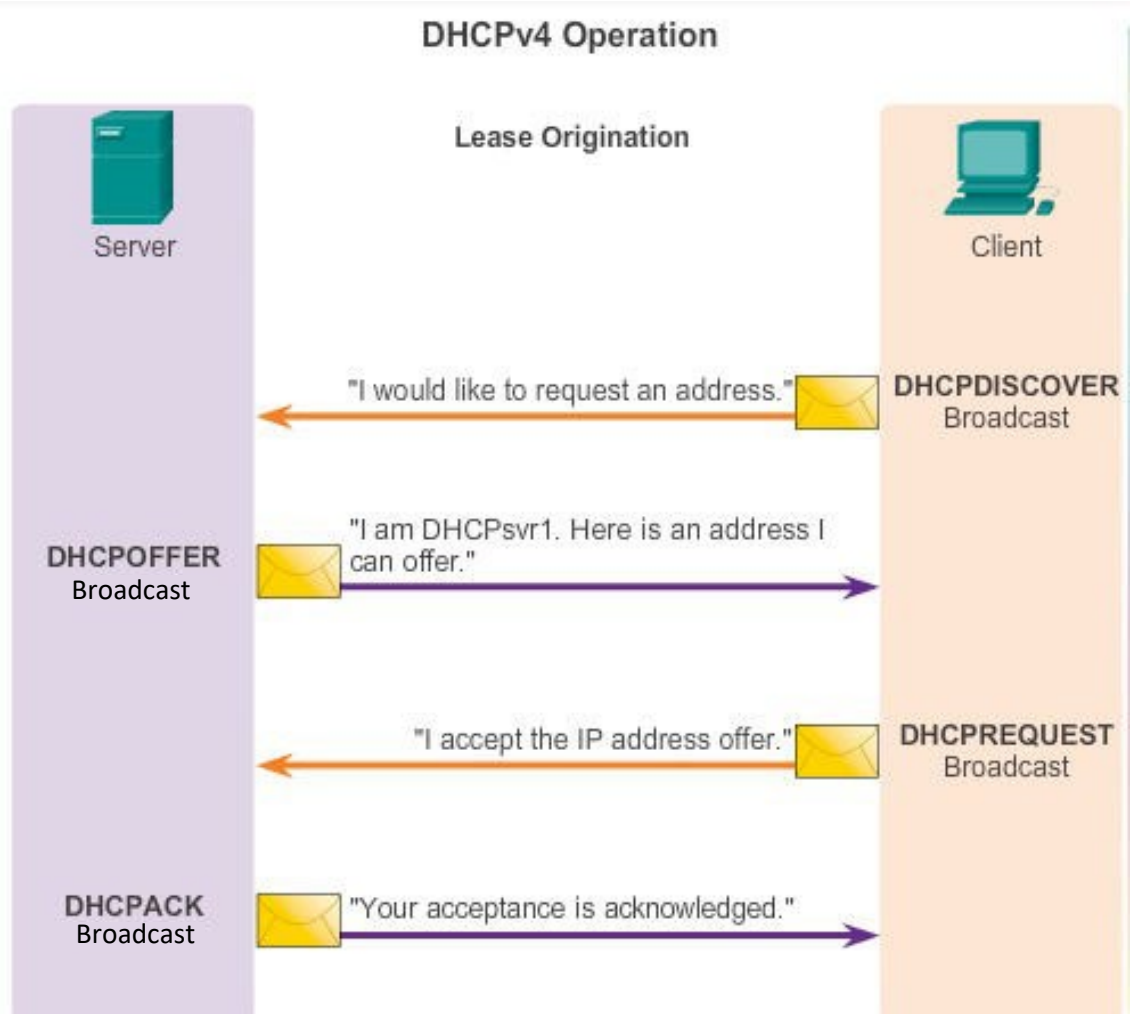 DHCPv4 Operation
Lease Origination
Server
Client
"I would like to request an address."
DHCPDISCOVER
Broadcast
DHCPOFFER
Broadcast
"I am DHCPsvr1. Here is an address I
can offer."
"I accept the IP address offer."
DHCPREQUEST
Broadcast
DHCPACK
Broadcast
"Your acceptance is acknowledged."